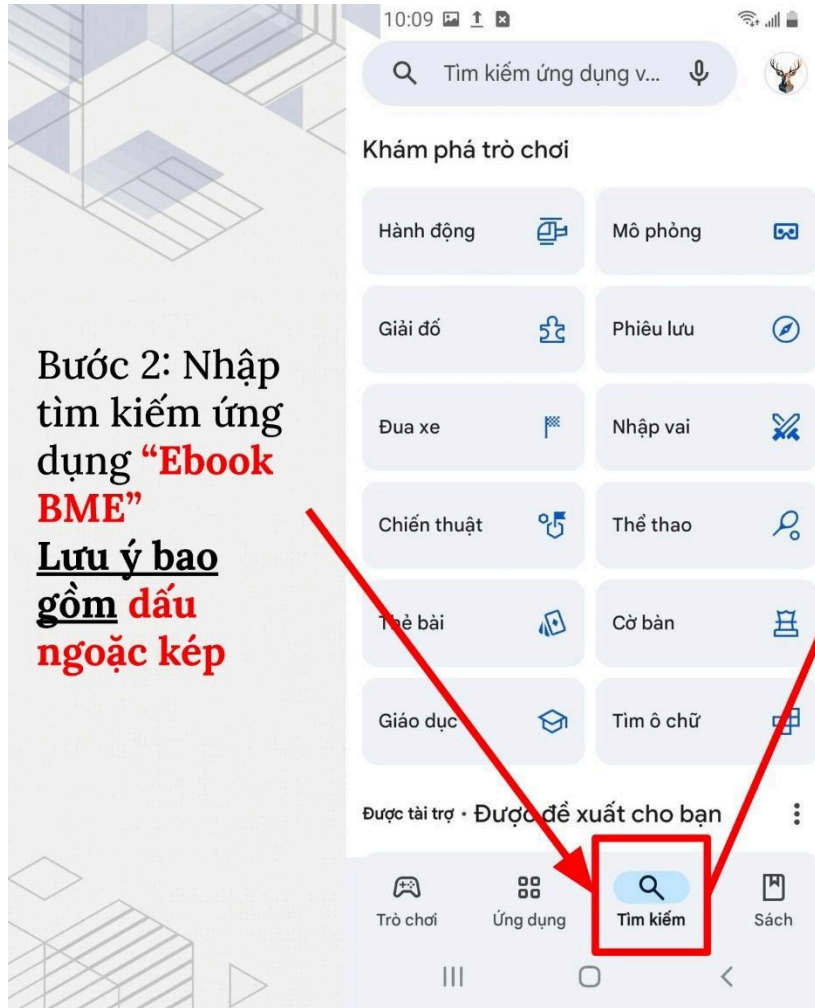 Bước 2: Nhập
tìm kiếm ứng
dụng “Ebook
BME”
Lưu ý bao
gồm dấu
ngoặc kép
10:09
Tìm kiếm ứng dụng v...
Khám phá trò chơi
Hành động
Mô phỏng
Giải đố
Phiêu lưu
Đua xe
Nhập vai
Chiến thuật
Thể thao
Thẻ bài
Cờ bàn
Giáo dục
Tìm ô chữ
Được tài trợ • Được đề xuất cho bạn
Trò chơi
Ứng dụng
Tìm kiếm
Sách